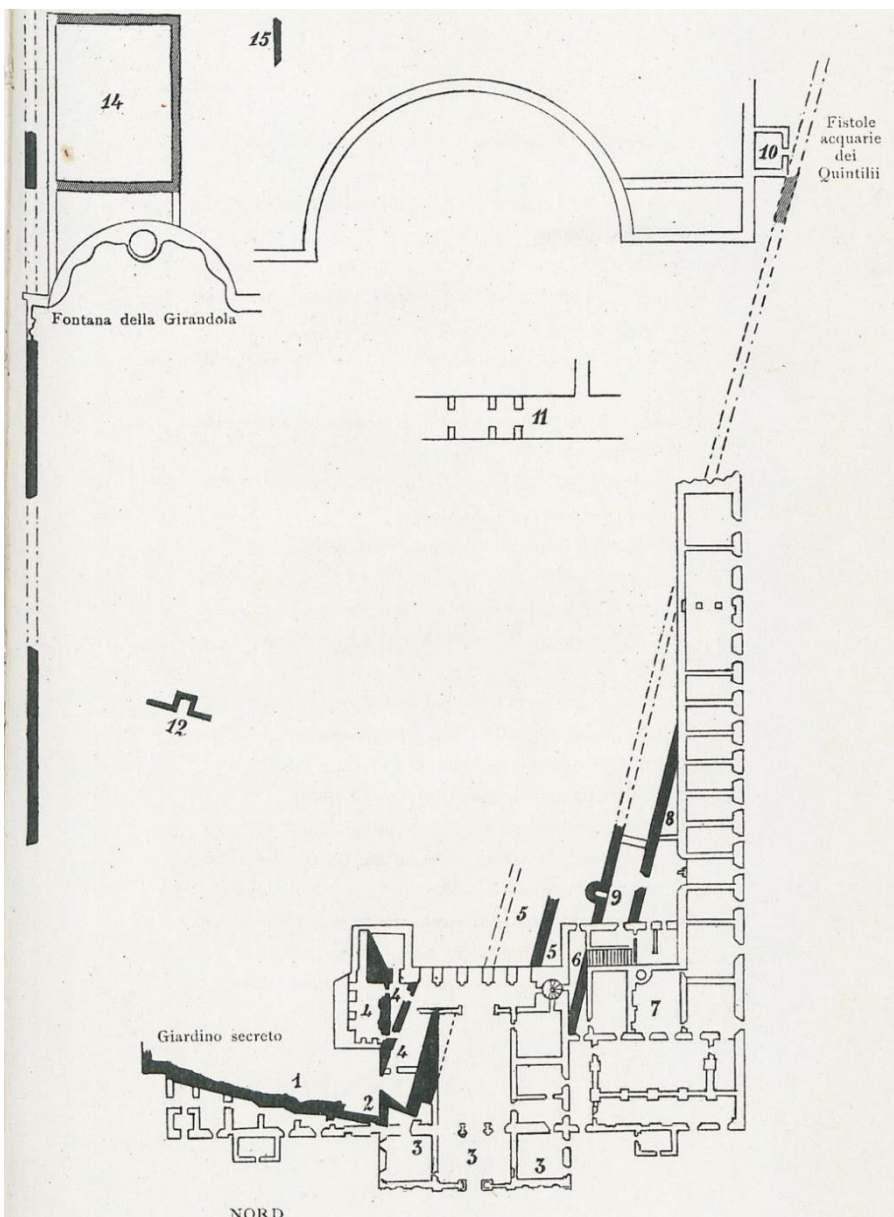 15
14
10
Fistole
acquarie
dei
Quintilii
Fontana della Girandola
11
12
8
9
5
5
6
4
4
7
4
Giardino secreto
1
2
3
3
3
NORD